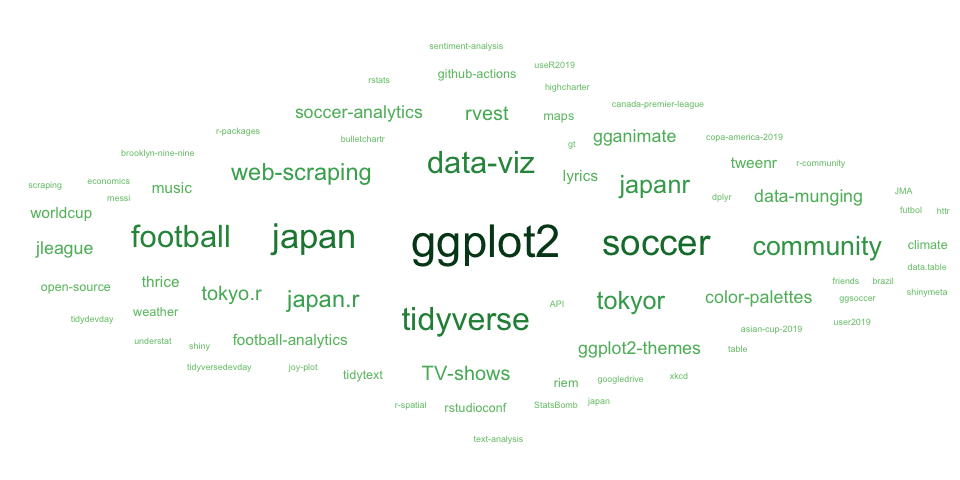 sentiment-analysis
useR2019
github-actions
rstats
highcharter
canada-premier-league
soccer-analytics
rvest
maps
r-packages
bulletchartr
gt
gganimate
copa-america-2019
brooklyn-nine-nine
data-viz
tweenr
r-community
web-scraping
lyrics
scraping
economics
music
japanr
messi
dplyr
data-munging
JMA
worldcup
futbol
httr
football
japan
ggplot2
soccer
community
jleague
climate
data.table
open-source
thrice
tokyo.r
japan.r
tokyor
color-palettes
friends
brazil
ggsoccer
shinymeta
API
weather
tidydevday
tidyverse
user2019
asian-cup-2019
understat
shiny
football-analytics
ggplot2-themes
table
tidyversedevday
joy-plot
tidytext
TV-shows
riem
googledrive
xkcd
r-spatial
rstudioconf
StatsBomb
japan
text-analysis